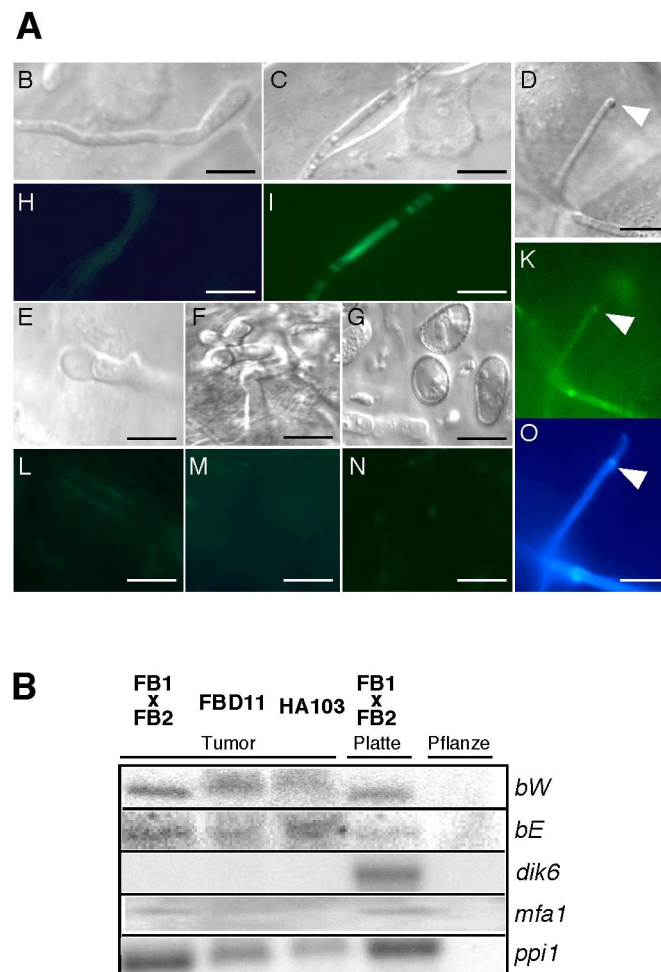 A
B C D
H I
K
E F G
O
L M N
B
FB1 x FB2 FBD11 HA103 FB1 x FB2
Tumor Platte Pflanze
bW
bE
dik6
mfa1
ppi1